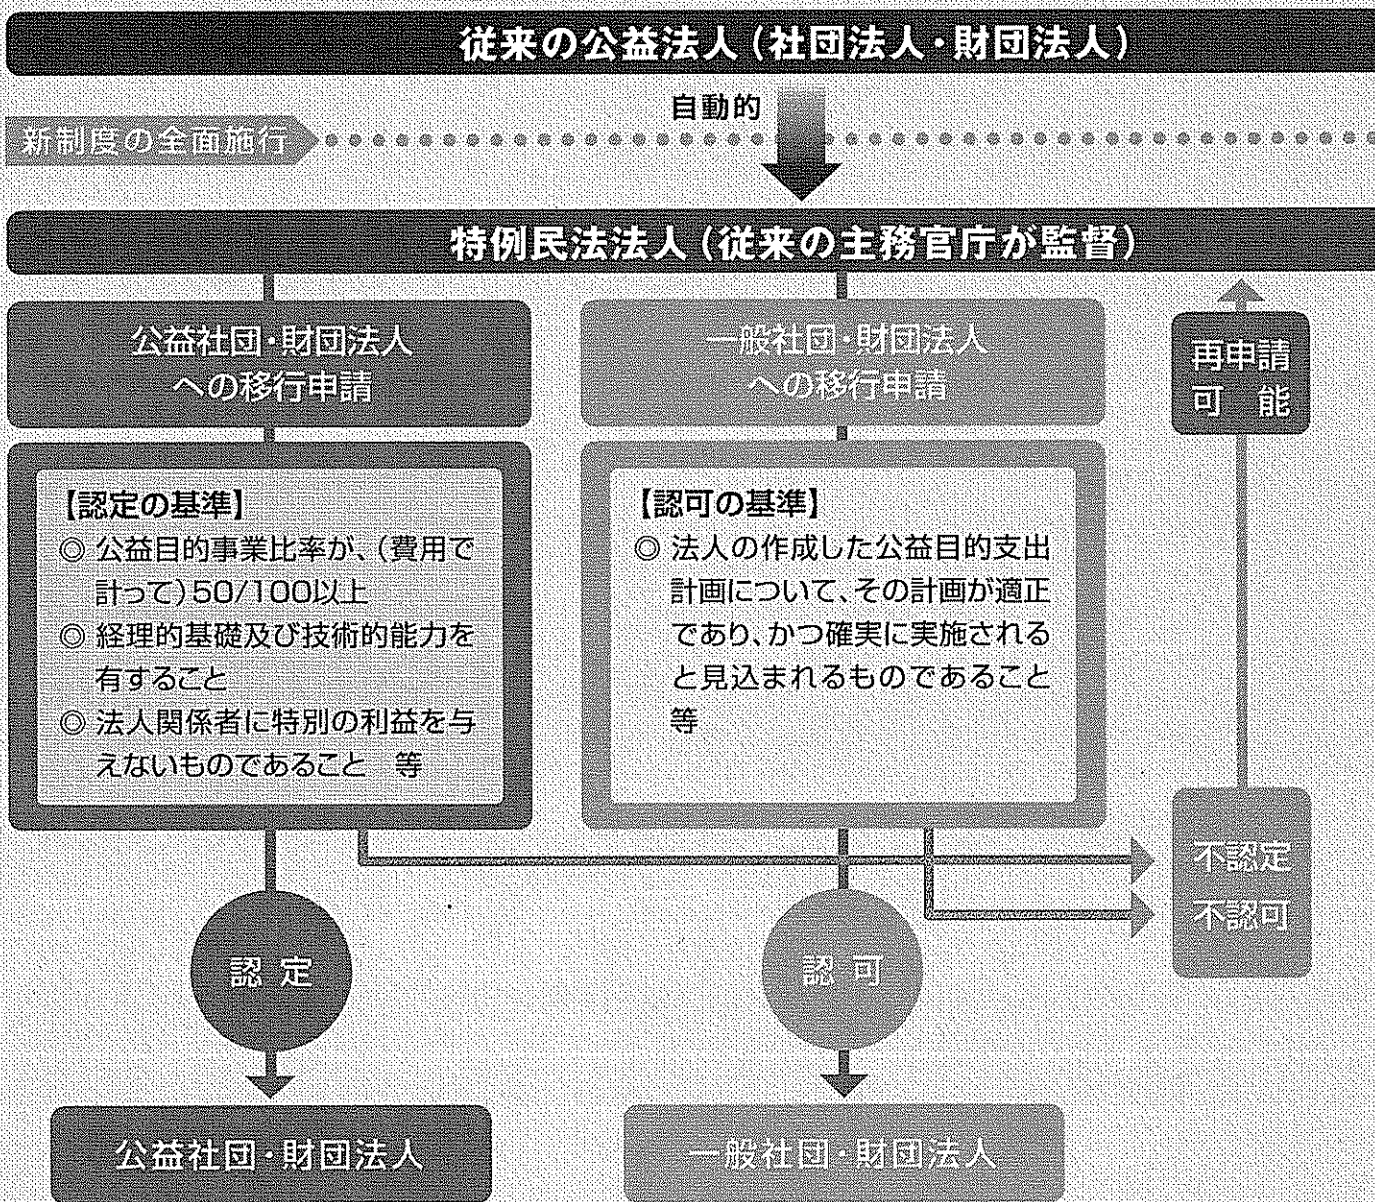 従来の公益法人(社団法人・財団法人)
自動的
新制度の全面施行
特例民法法人(従来の主務官庁が監督)
公益社団・財団法人
への移行申請
一般社団・財団法人
への移行申請
再申請
可 能
【認定の基準】
◎ 公益目的事業比率が、(費用で
計って)50/100以上
◎ 経理的基礎及び技術的能力を
有すること
◎ 法人関係者に特別の利益を与
えないものであること 等
【認可の基準】
◎ 法人の作成した公益目的支出
計画について、その計画が適正
であり、かつ確実に実施される
と見込まれるものであること
等
不認定
不認可
認 定
認 可
公益社団・財団法人
一般社団・財団法人